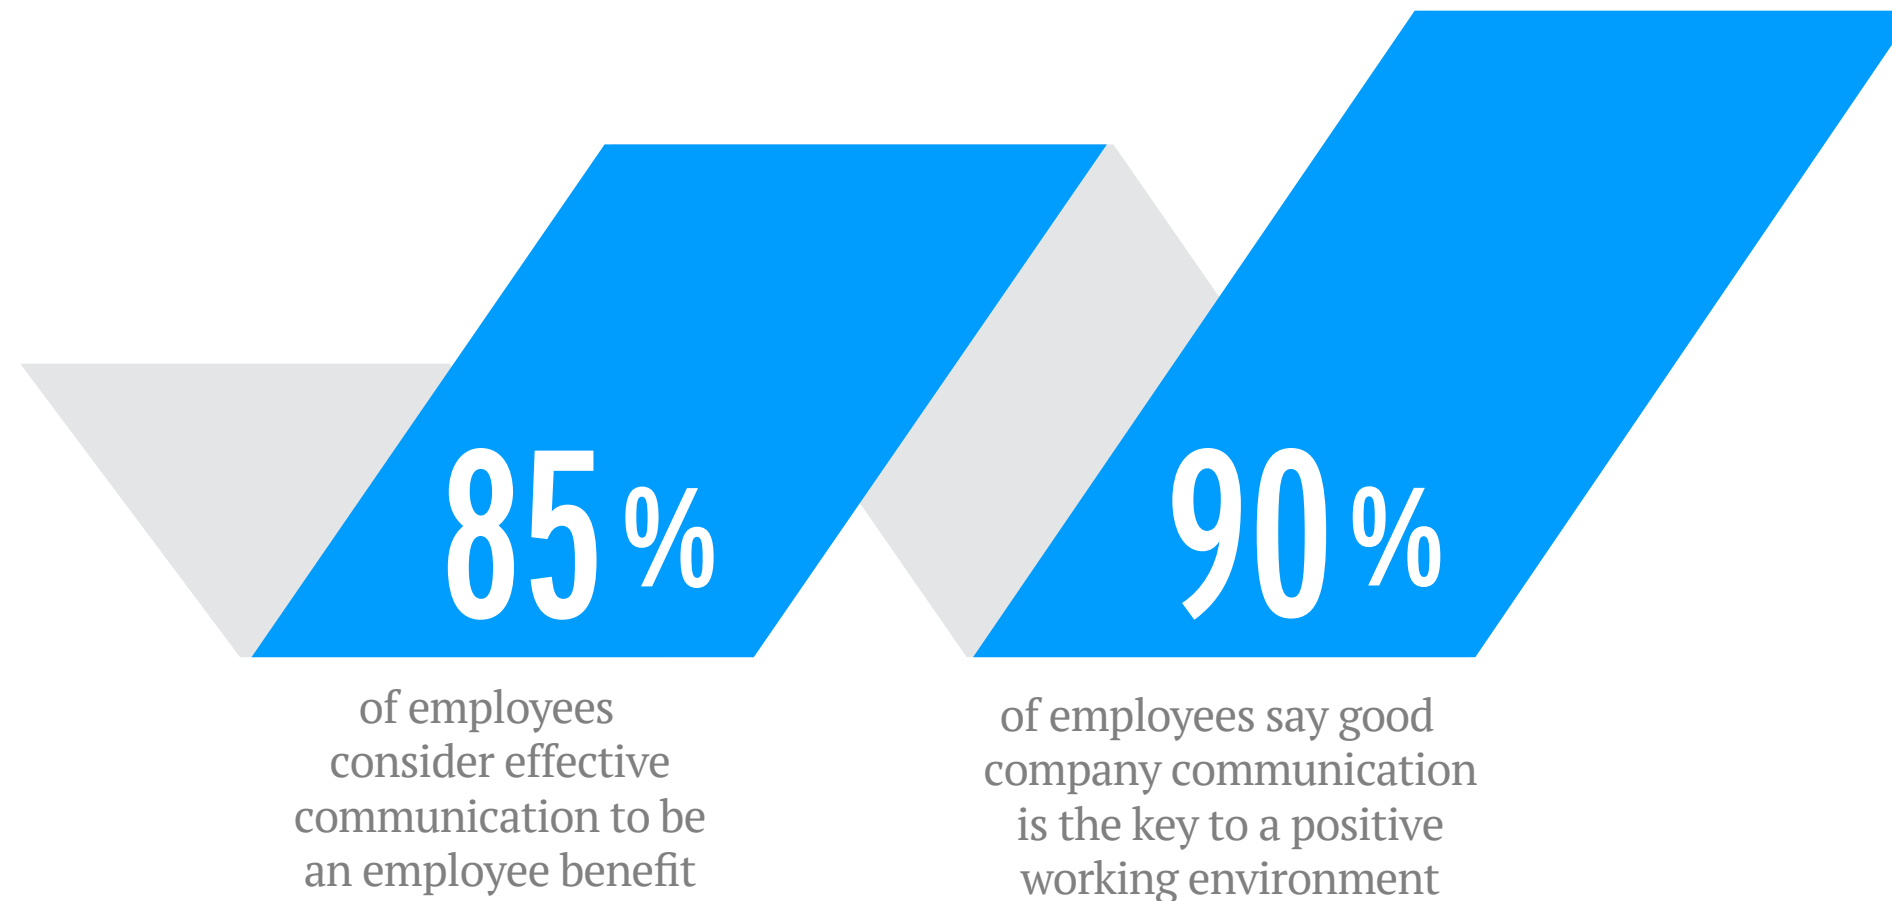 85%
of employees
consider effective
communication to be
an employee benefit
90%
of employees say good
company communication
is the key to a positive
working environment